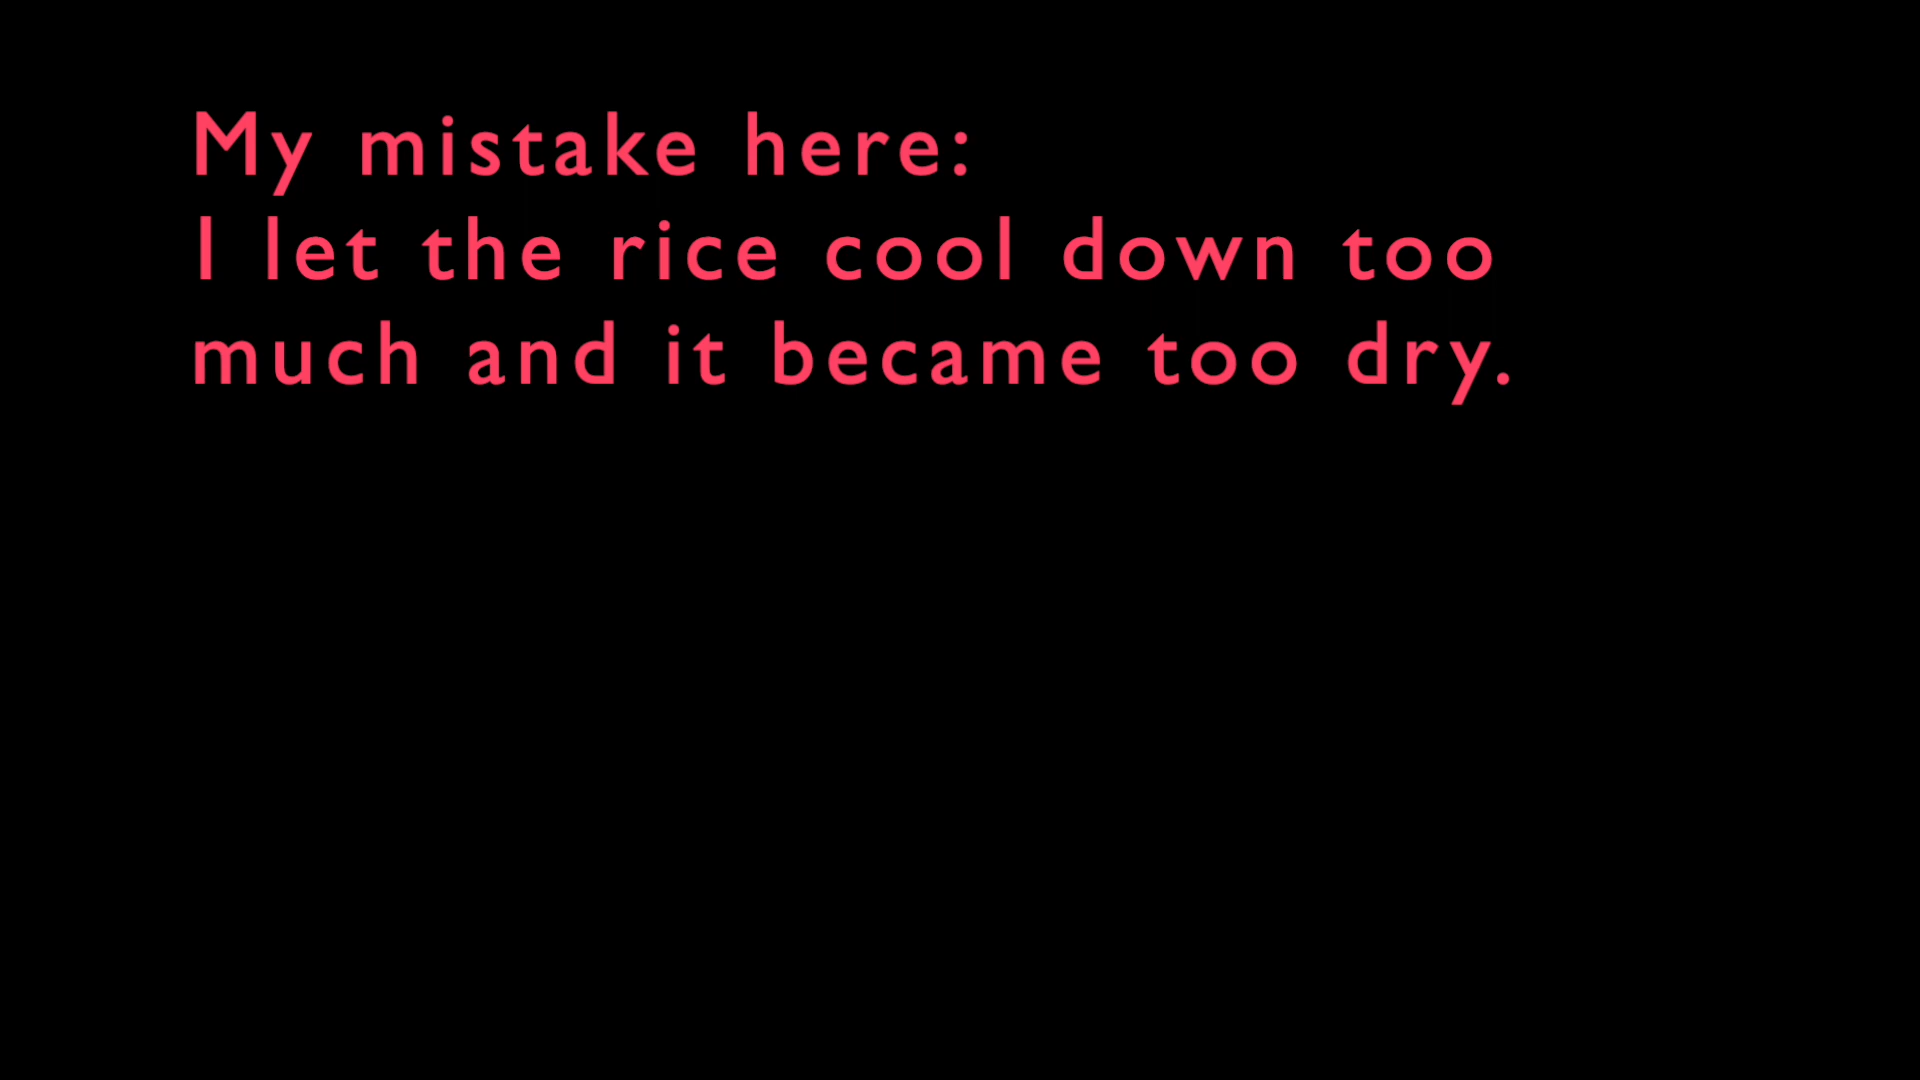 My mistake here:
I let the rice cool down too
much and it became too dry.